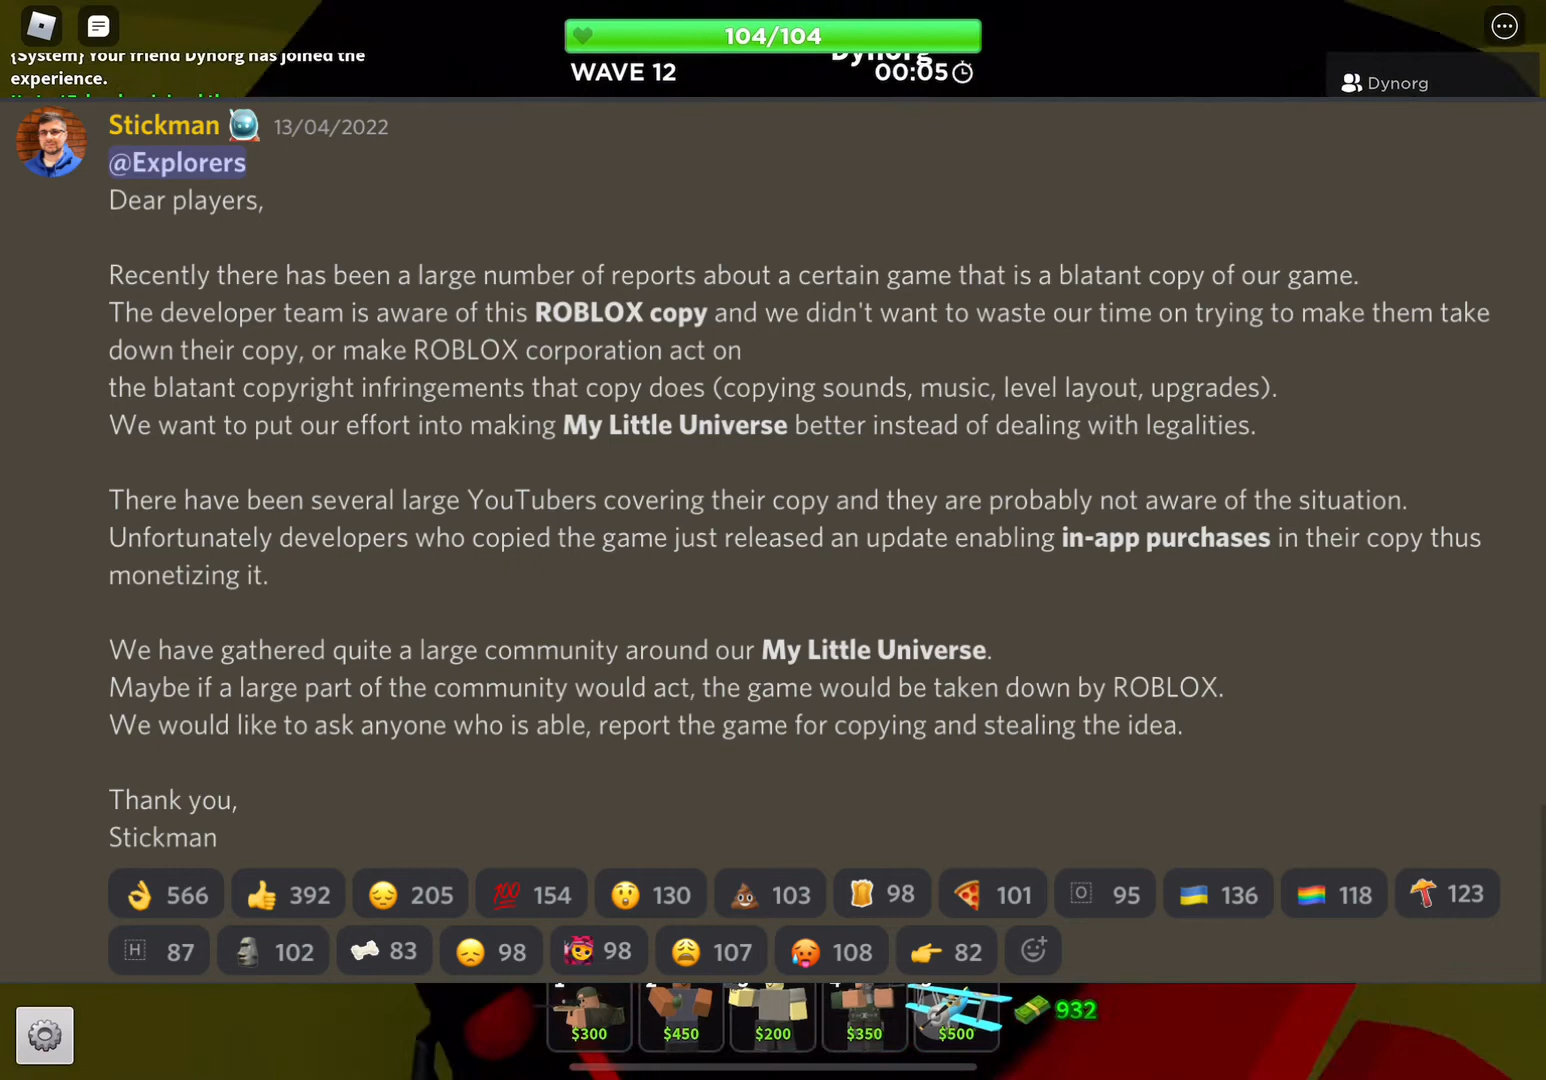 {System} Your friend Dynorg has joined the
experience.
104/104
Dynorg
WAVE 12
00:05
Dynorg
Stickman 13/04/2022
@Explorers
Dear players,
Recently there has been a large number of reports about a certain game that is a blatant copy of our game.
The developer team is aware of this ROBLOX copy and we didn't want to waste our time on trying to make them take
down their copy, or make ROBLOX corporation act on
the blatant copyright infringements that copy does (copying sounds, music, level layout, upgrades).
We want to put our effort into making My Little Universe better instead of dealing with legalities.
There have been several large YouTubers covering their copy and they are probably not aware of the situation.
Unfortunately developers who copied the game just released an update enabling in-app purchases in their copy thus
monetizing it.
We have gathered quite a large community around our My Little Universe.
Maybe if a large part of the community would act, the game would be taken down by ROBLOX.
We would like to ask anyone who is able, report the game for copying and stealing the idea.
Thank you,
Stickman
👌 566 👍 392 😔 205 💯 154 😲 130 💩 103 🍞 98 🍕 101 🄾 95 🇺🇦 136 🏳️‍🌈 118 123
🄷 87 🗿 102 🦴 83 😞 98 98 😩 107 🥵 108 👉 82
$300 $450 $200 $350 $500 932